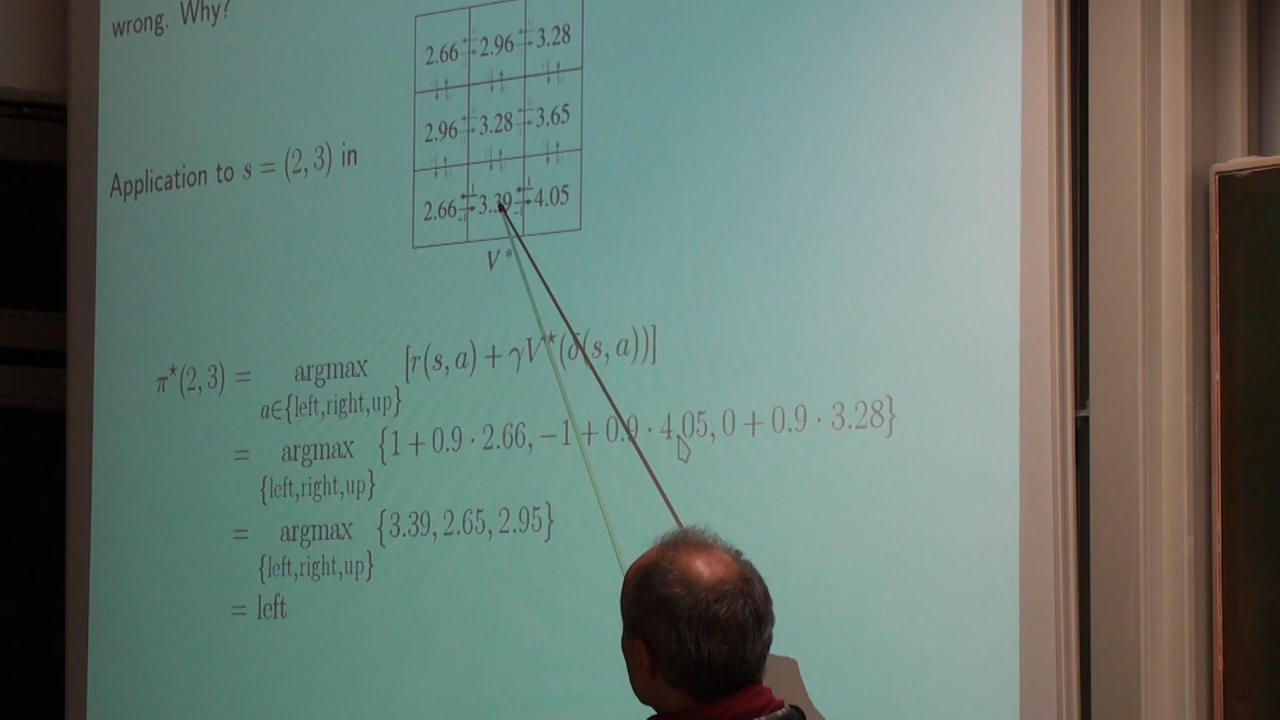 wrong. Why?
2.66 2.96 3.28
2.96 3.28 3.65
Application to s = (2, 3) in
2.66 3.39 4.05
V*
π*(2, 3) = argmax [r(s, a) + γV*(δ(s, a))]
a∈{left,right,up}
= argmax {1 + 0.9 · 2.66, −1 + 0.9 · 4.05, 0 + 0.9 · 3.28}
{left,right,up}
= argmax {3.39, 2.65, 2.95}
{left,right,up}
= left